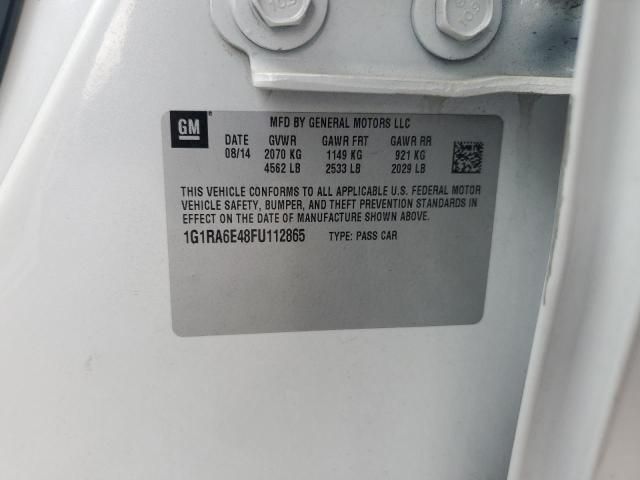 GM
MFD BY GENERAL MOTORS LLC
DATE GVWR GAWR FRT GAWR RR
08/14 2070 KG 1149 KG 921 KG
4562 LB 2533 LB 2029 LB
THIS VEHICLE CONFORMS TO ALL APPLICABLE U.S. FEDERAL MOTOR
VEHICLE SAFETY, BUMPER, AND THEFT PREVENTION STANDARDS IN
EFFECT ON THE DATE OF MANUFACTURE SHOWN ABOVE.
1G1RA6E48FU112865 TYPE: PASS CAR